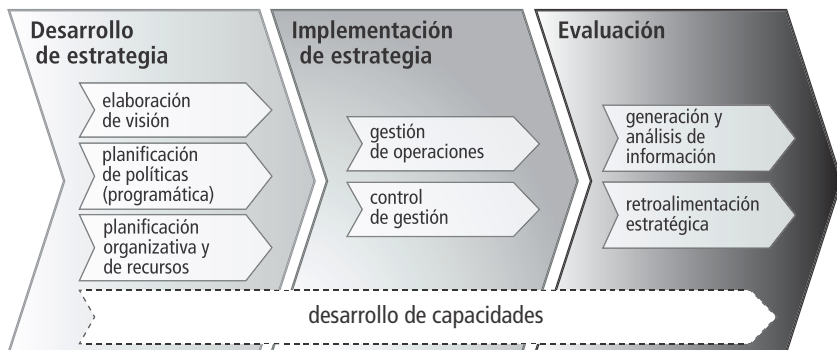 Desarrollo
de estrategia
elaboración
de visión
planificación
de políticas
(programática)
planificación
organizativa y
de recursos
Implementación
de estrategia
gestión
de operaciones
control
de gestión
Evaluación
generación y
análisis de
información
retroalimentación
estratégica
desarrollo de capacidades